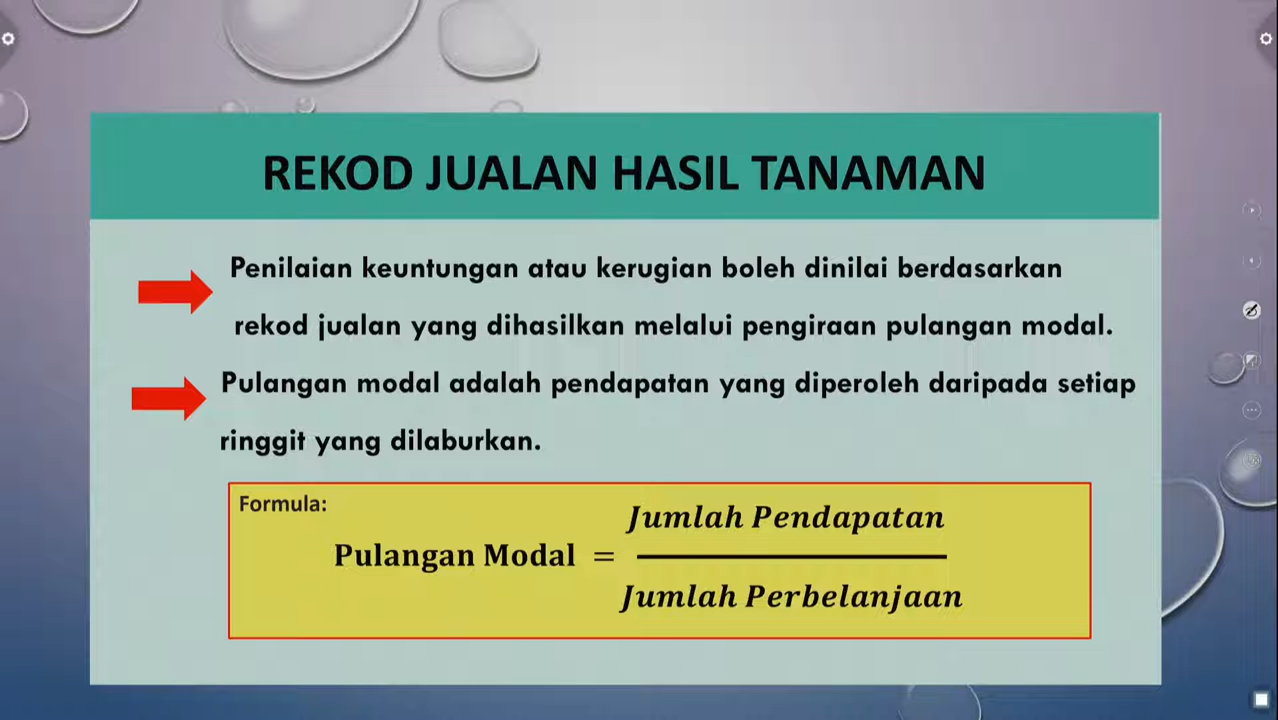 REKOD JUALAN HASIL TANAMAN
Penilaian keuntungan atau kerugian boleh dinilai berdasarkan
rekod jualan yang dihasilkan melalui pengiraan pulangan modal.
Pulangan modal adalah pendapatan yang diperoleh daripada setiap
ringgit yang dilaburkan.
Formula:
Jumlah Pendapatan
Pulangan Modal =
Jumlah Perbelanjaan